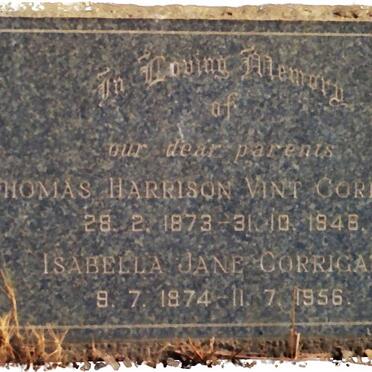 In Loving Memory
of
our dear parents
THOMAS HARRISON VINT CORR
28. 2. 1873-31. 10. 1948.
ISABELLA JANE CORRIGA
9. 7. 1874-11. 7. 1956.